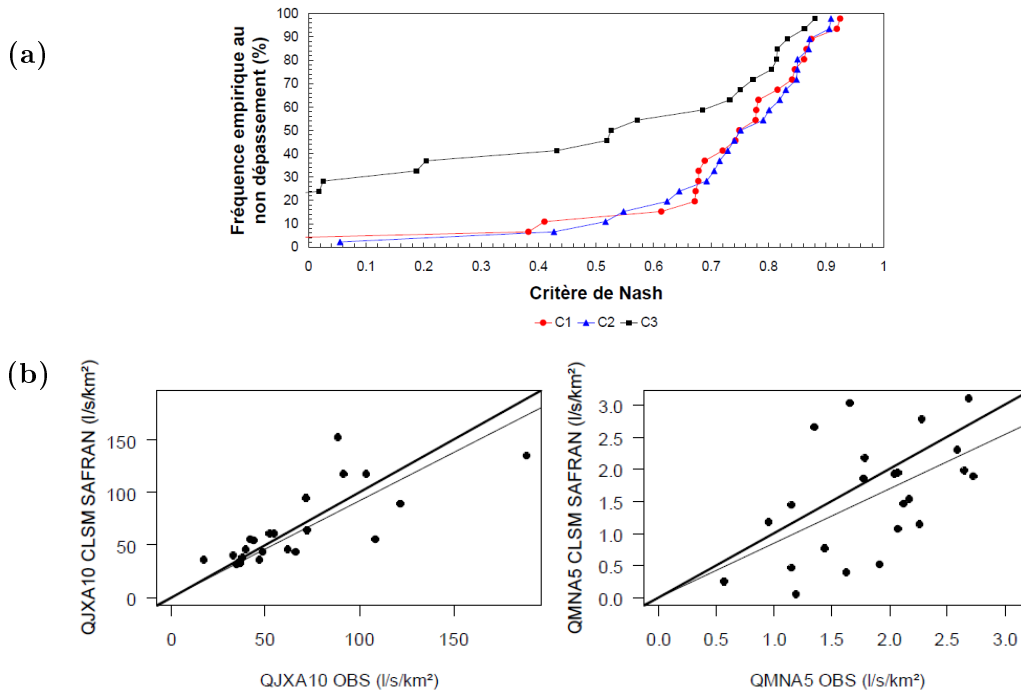 (a)
Fréquence empirique au
non dépassement (%)
100
90
80
70
60
50
40
30
20
10
0
0 0.1 0.2 0.3 0.4 0.5 0.6 0.7 0.8 0.9 1
Critère de Nash
C1 C2 C3
(b)
QJXA10 CLSM SAFRAN (l/s/km²)
150
100
50
0
0 50 100 150
QJXA10 OBS (l/s/km²)
QMNA5 CLSM SAFRAN (l/s/km²)
3.0
2.5
2.0
1.5
1.0
0.5
0.0
0.0 0.5 1.0 1.5 2.0 2.5 3.0
QMNA5 OBS (l/s/km²)